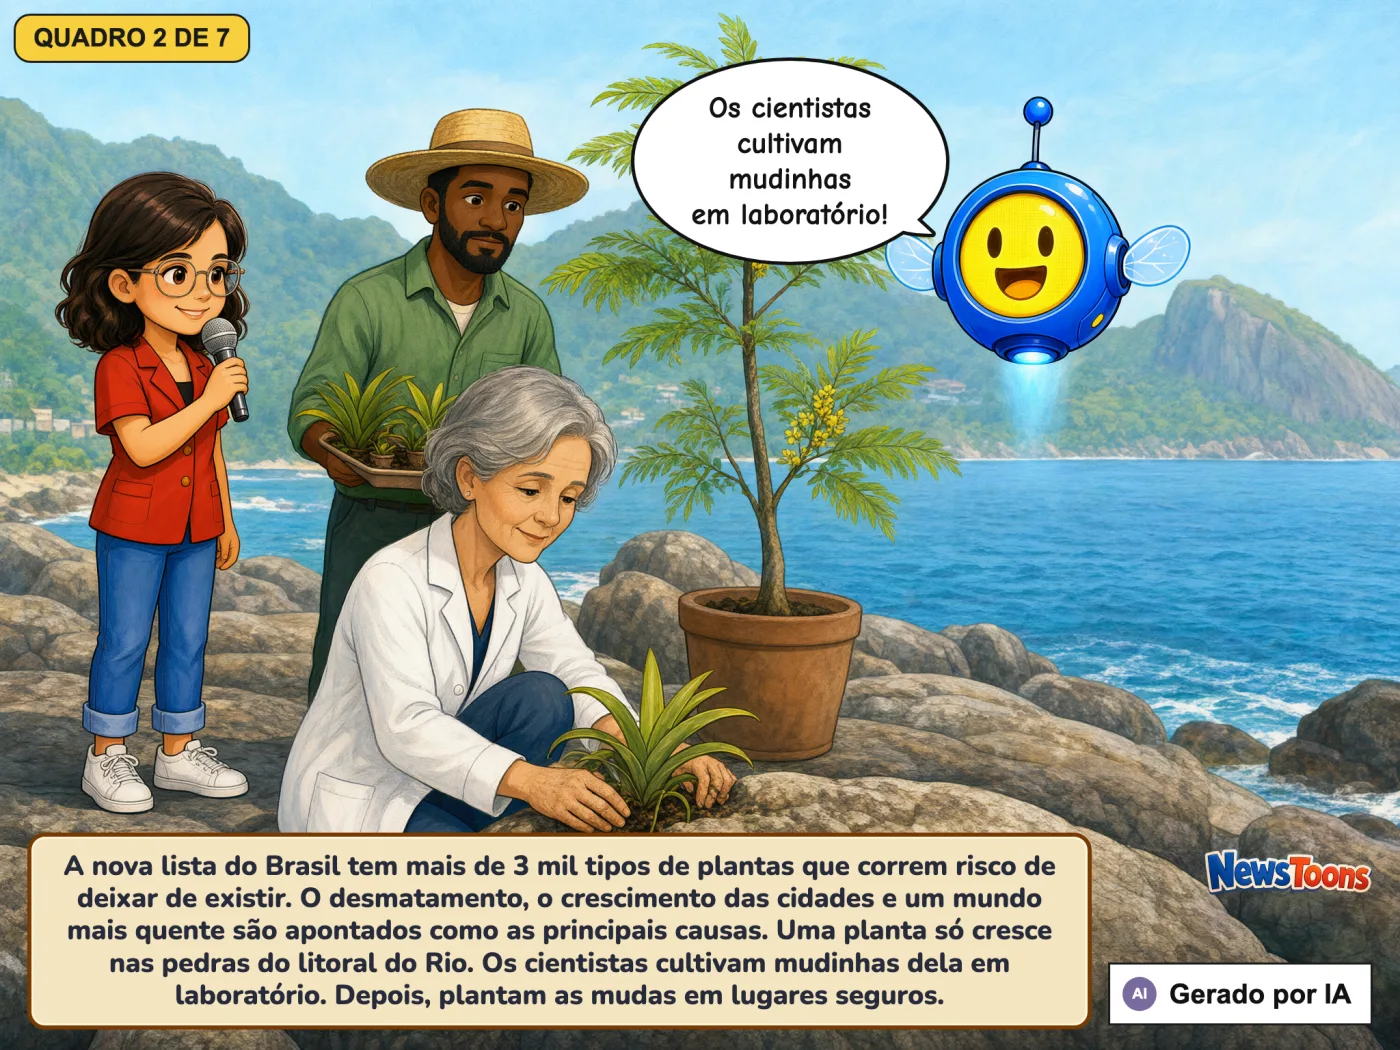 QUADRO 2 DE 7
Os cientistas
cultivam
mudinhas
em laboratório!
A nova lista do Brasil tem mais de 3 mil tipos de plantas que correm risco de
deixar de existir. O desmatamento, o crescimento das cidades e um mundo
mais quente são apontados como as principais causas. Uma planta só cresce
nas pedras do litoral do Rio. Os cientistas cultivam mudinhas dela em
laboratório. Depois, plantam as mudas em lugares seguros.
NewsToons
AI Gerado por IA